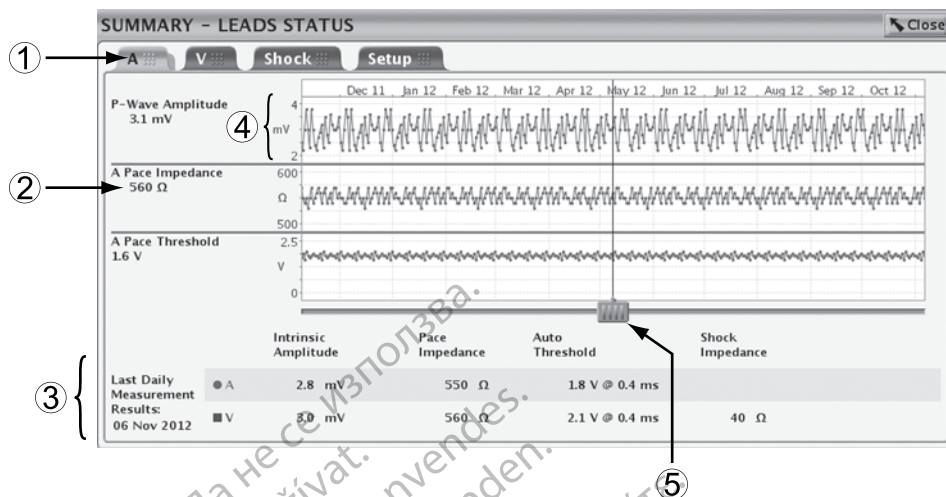 SUMMARY – LEADS STATUS
Close
1
A
V
Shock
Setup
Dec 11 Jan 12 Feb 12 Mar 12 Apr 12 May 12 Jun 12 Jul 12 Aug 12 Sep 12 Oct 12
P-Wave Amplitude
3.1 mV
4
4
mV
2
2
A Pace Impedance
560 Ω
600
Ω
500
A Pace Threshold
1.6 V
2.5
V
0
Intrinsic Amplitude
Pace Impedance
Auto Threshold
Shock Impedance
3
Last Daily Measurement Results:
06 Nov 2012
A 2.8 mV 550 Ω 1.8 V @ 0.4 ms
V 3.0 mV 560 Ω 2.1 V @ 0.4 ms 40 Ω
5
Да не се използва.